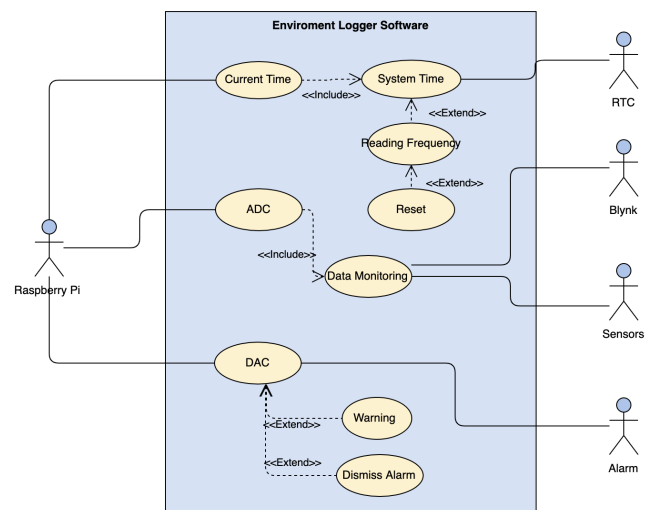 Enviroment Logger Software
Current Time
<<Include>>
System Time
RTC
<<Extend>>
Reading Frequency
<<Extend>>
Reset
Blynk
ADC
<<Include>>
Data Monitoring
Raspberry Pi
Sensors
DAC
Warning
<<Extend>>
<<Extend>>
Dismiss Alarm
Alarm